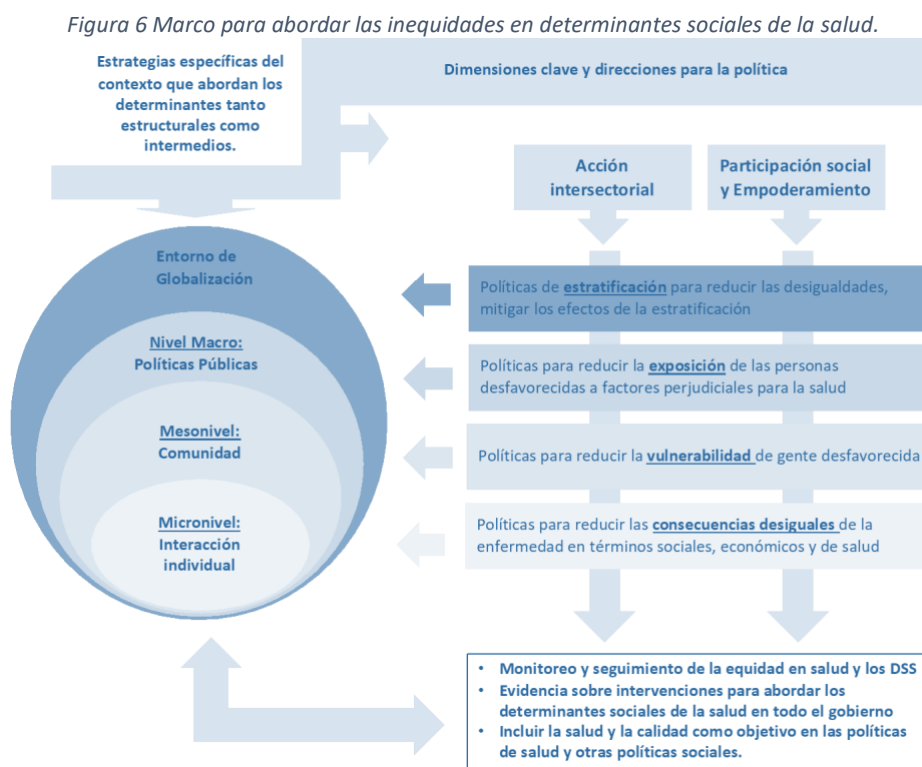 Figura 6 Marco para abordar las inequidades en determinantes sociales de la salud.
Estrategias específicas del
contexto que abordan los
determinantes tanto
estructurales como
intermedios.
Dimensiones clave y direcciones para la política
Acción
intersectorial
Participación social
y Empoderamiento
Entorno de
Globalización
Nivel Macro:
Políticas Públicas
Mesonivel:
Comunidad
Micronivel:
Interacción
individual
Políticas de estratificación para reducir las desigualdades,
mitigar los efectos de la estratificación
Políticas para reducir la exposición de las personas
desfavorecidas a factores perjudiciales para la salud
Políticas para reducir la vulnerabilidad de gente desfavorecida
Políticas para reducir las consecuencias desiguales de la
enfermedad en términos sociales, económicos y de salud
• Monitoreo y seguimiento de la equidad en salud y los DSS
• Evidencia sobre intervenciones para abordar los
determinantes sociales de la salud en todo el gobierno
• Incluir la salud y la calidad como objetivo en las políticas
de salud y otras políticas sociales.